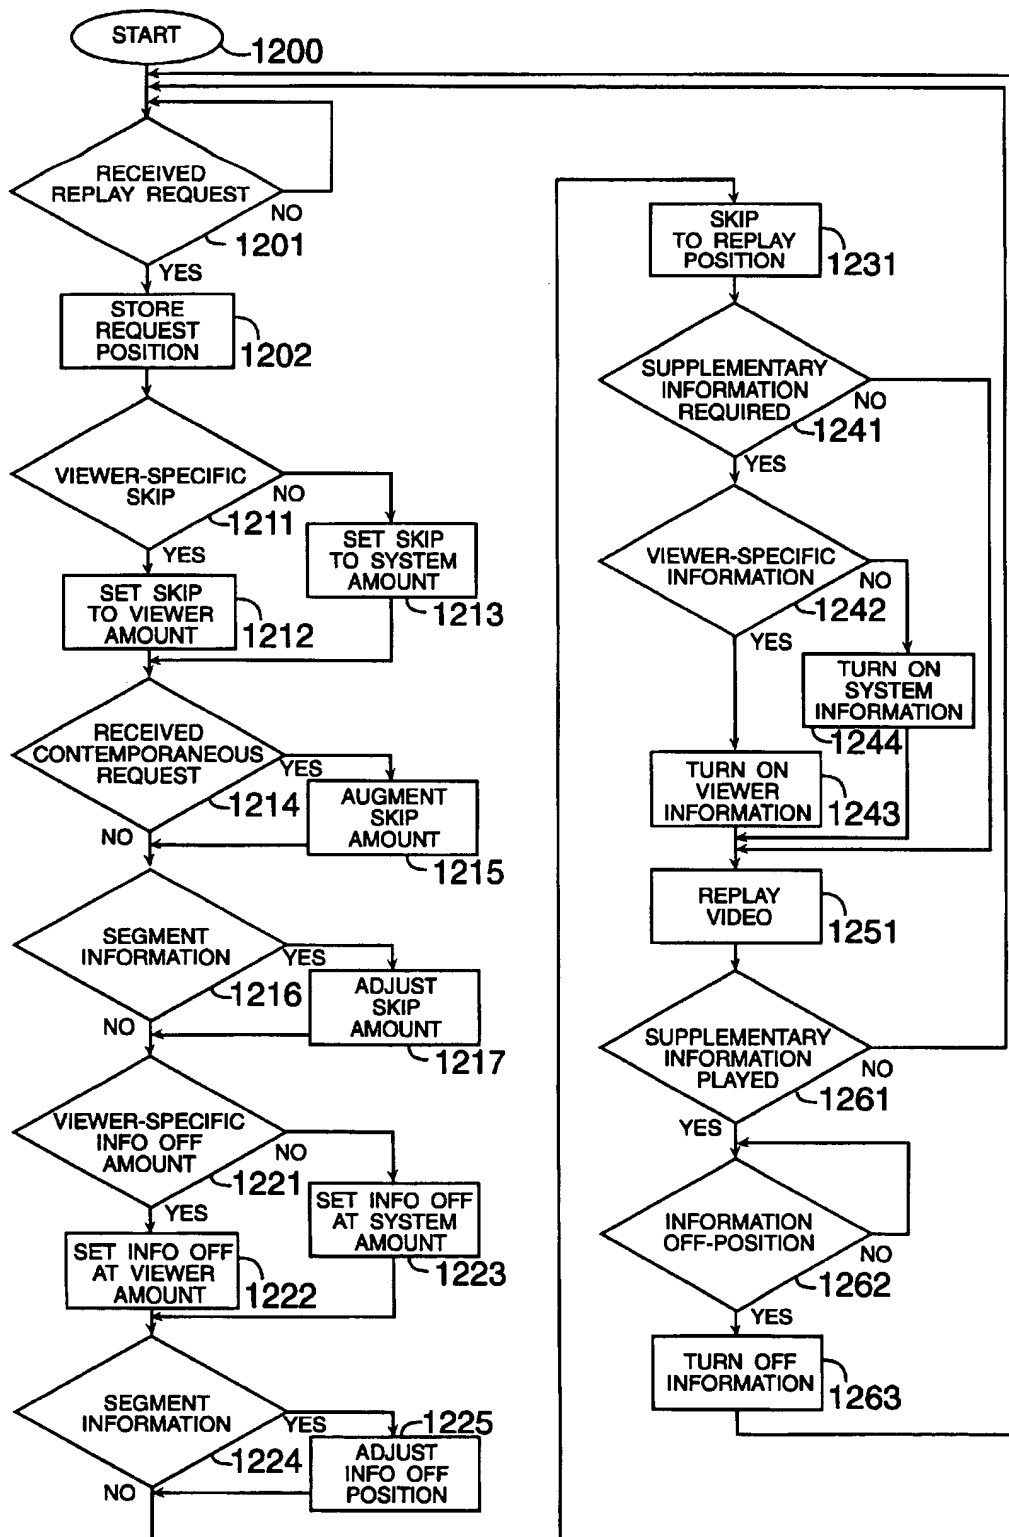 START
1200
RECEIVED
REPLAY REQUEST
NO
1201
YES
STORE
REQUEST
POSITION
1202
VIEWER-SPECIFIC
SKIP
NO
1211
YES
SET SKIP
TO SYSTEM
AMOUNT
1213
SET SKIP
TO VIEWER
AMOUNT
1212
RECEIVED
CONTEMPORANEOUS
REQUEST
YES
1214
NO
AUGMENT
SKIP
AMOUNT
1215
SEGMENT
INFORMATION
YES
1216
NO
ADJUST
SKIP
AMOUNT
1217
VIEWER-SPECIFIC
INFO OFF
AMOUNT
NO
1221
YES
SET INFO OFF
AT SYSTEM
AMOUNT
1223
SET INFO OFF
AT VIEWER
AMOUNT
1222
SEGMENT
INFORMATION
YES
1224
NO
1225
ADJUST
INFO OFF
POSITION
SKIP
TO REPLAY
POSITION
1231
SUPPLEMENTARY
INFORMATION
REQUIRED
NO
1241
YES
VIEWER-SPECIFIC
INFORMATION
NO
1242
YES
TURN ON
SYSTEM
INFORMATION
1244
TURN ON
VIEWER
INFORMATION
1243
REPLAY
VIDEO
1251
SUPPLEMENTARY
INFORMATION
PLAYED
NO
1261
YES
INFORMATION
OFF-POSITION
NO
1262
YES
TURN OFF
INFORMATION
1263